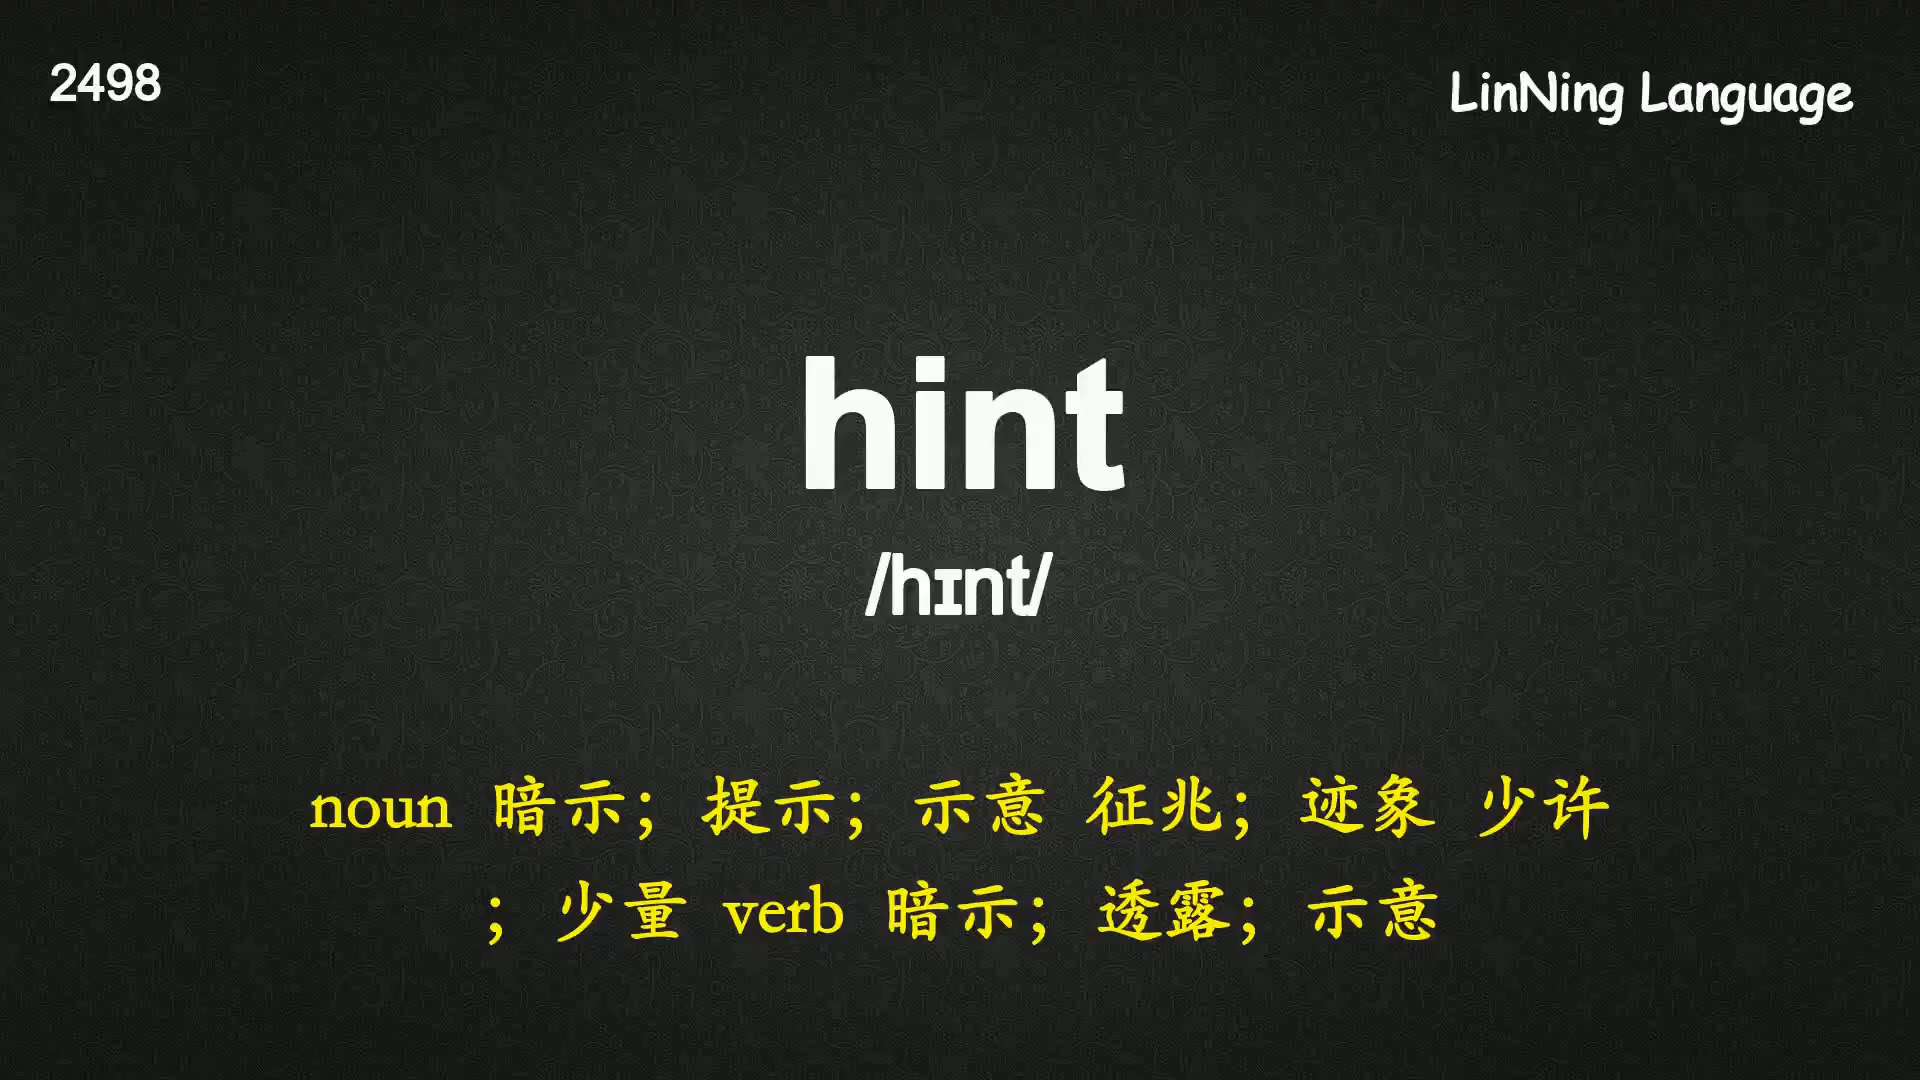 2498
LinNing Language
hint
/hɪnt/
noun 暗示；提示；示意 征兆；迹象 少许
；少量 verb 暗示；透露；示意